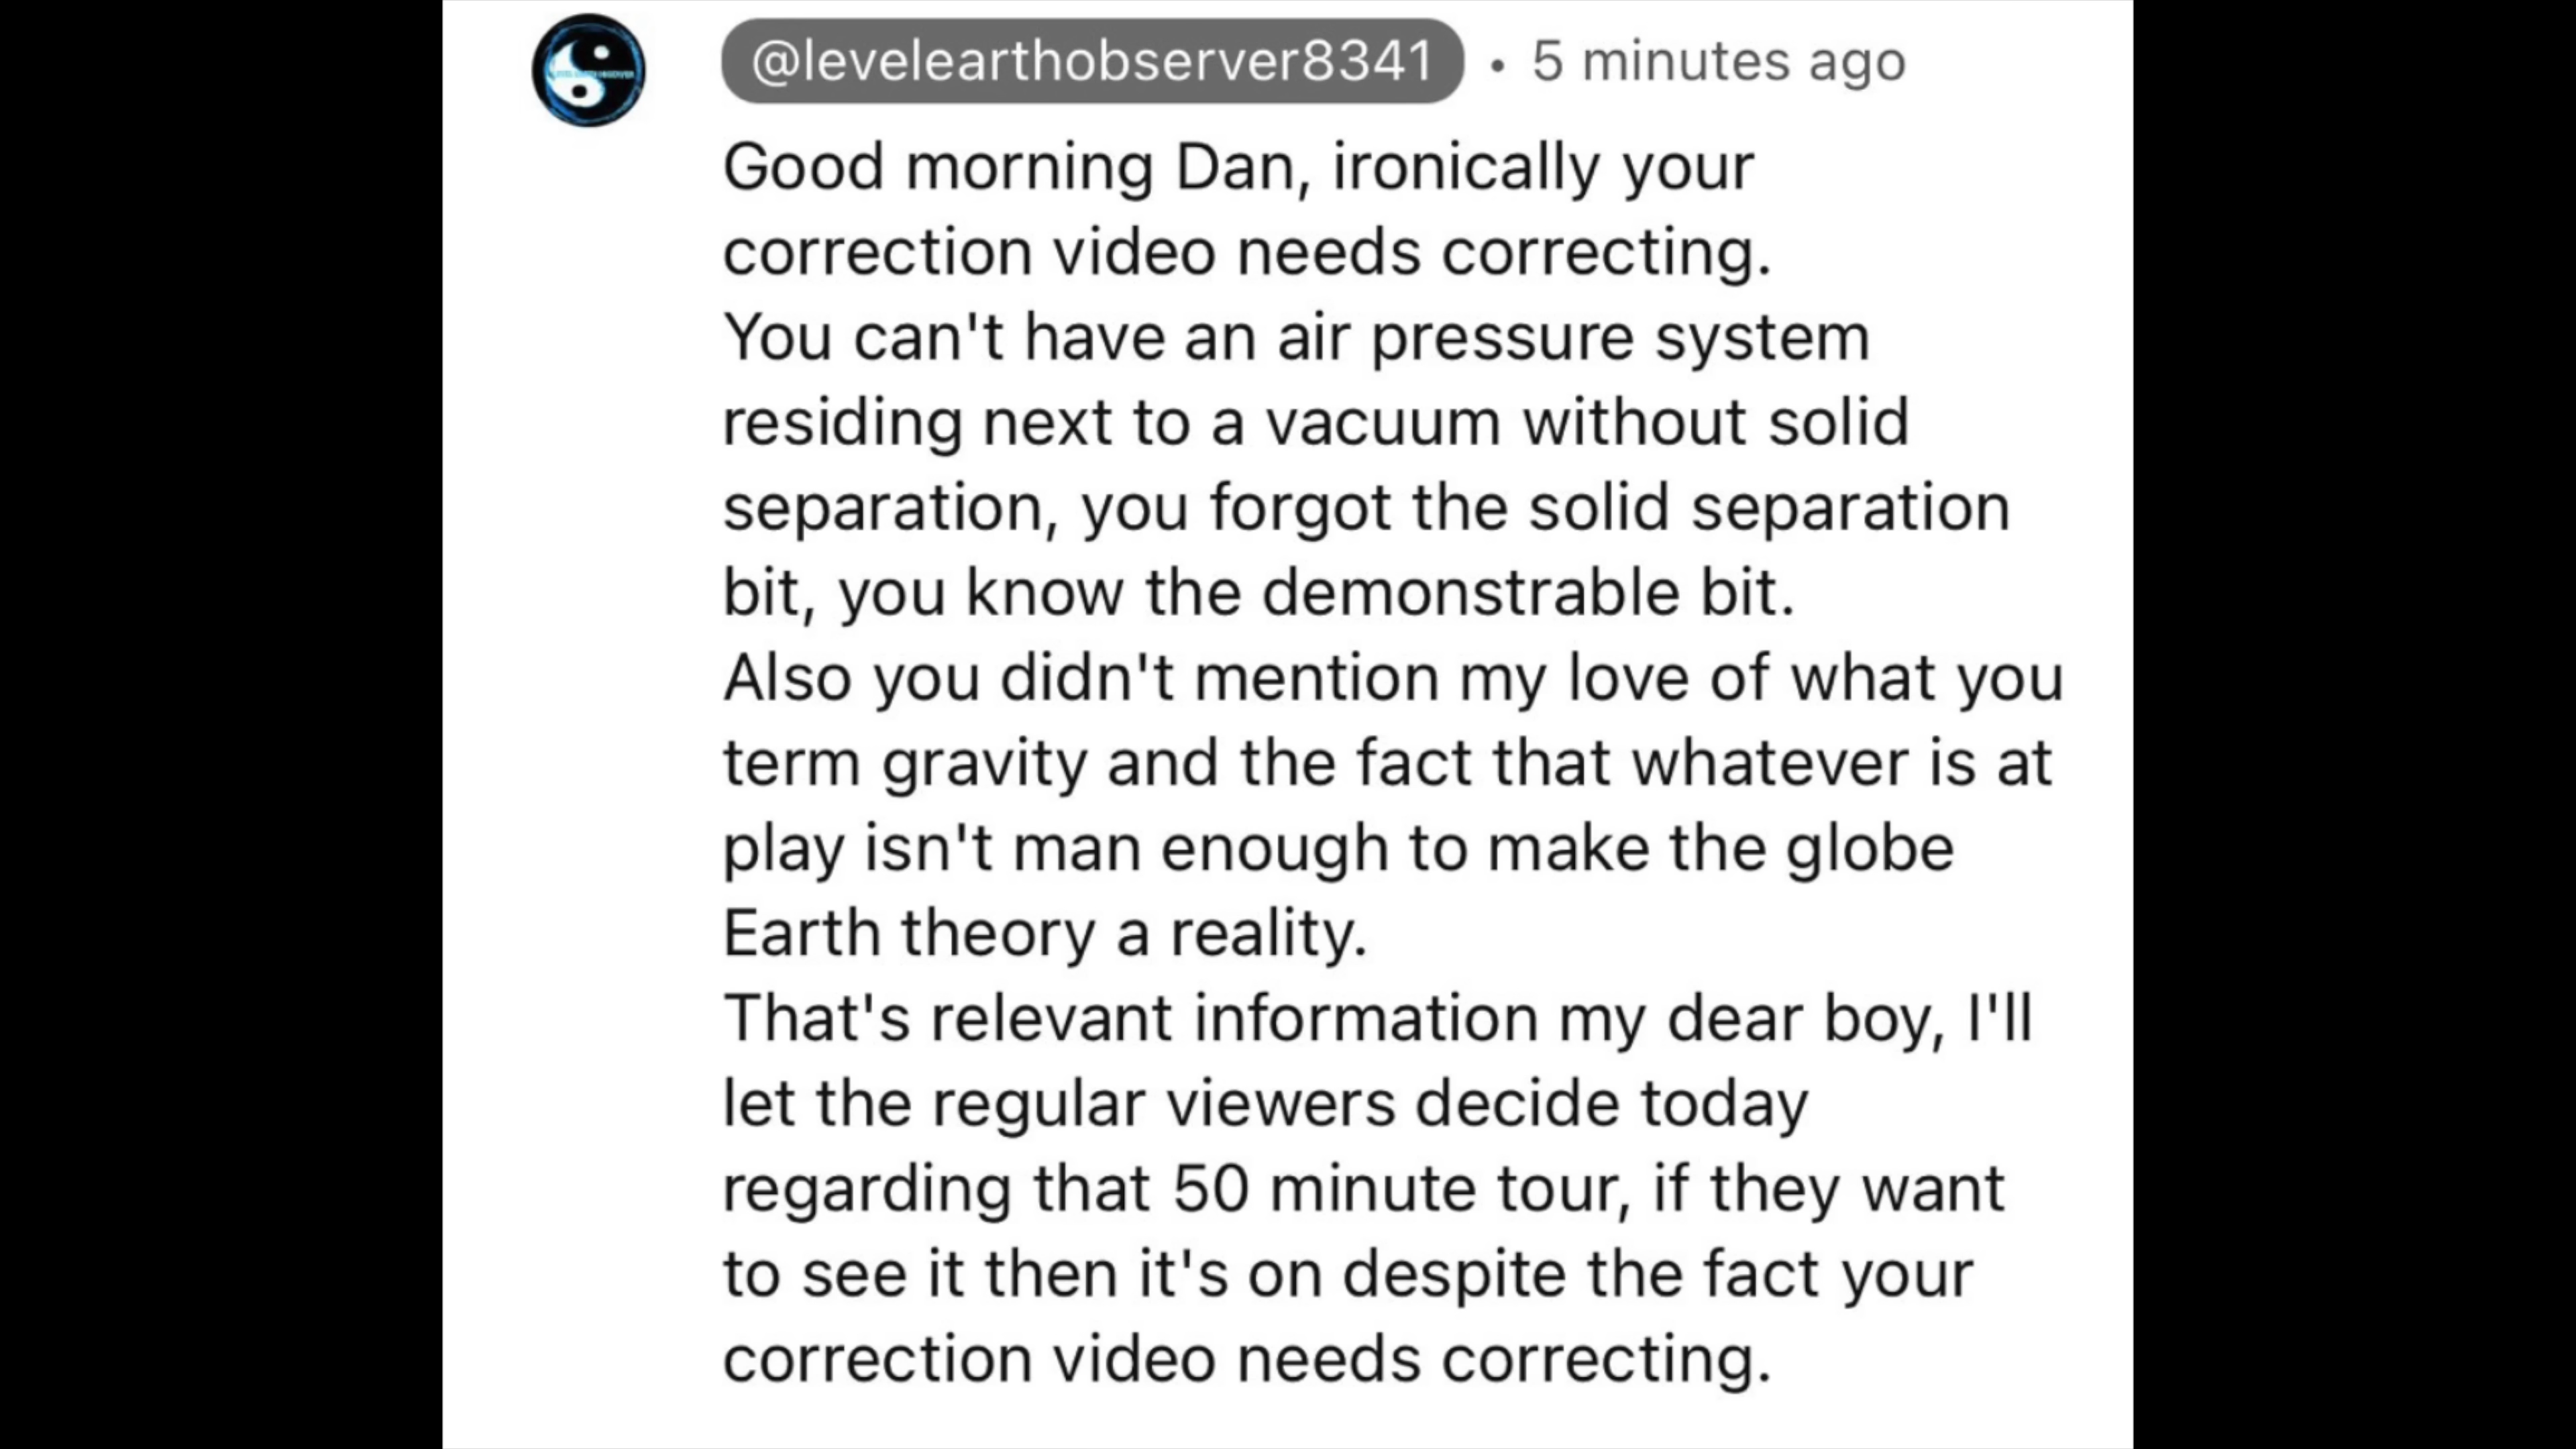 @levelearthobserver8341 • 5 minutes ago
Good morning Dan, ironically your
correction video needs correcting.
You can't have an air pressure system
residing next to a vacuum without solid
separation, you forgot the solid separation
bit, you know the demonstrable bit.
Also you didn't mention my love of what you
term gravity and the fact that whatever is at
play isn't man enough to make the globe
Earth theory a reality.
That's relevant information my dear boy, I'll
let the regular viewers decide today
regarding that 50 minute tour, if they want
to see it then it's on despite the fact your
correction video needs correcting.